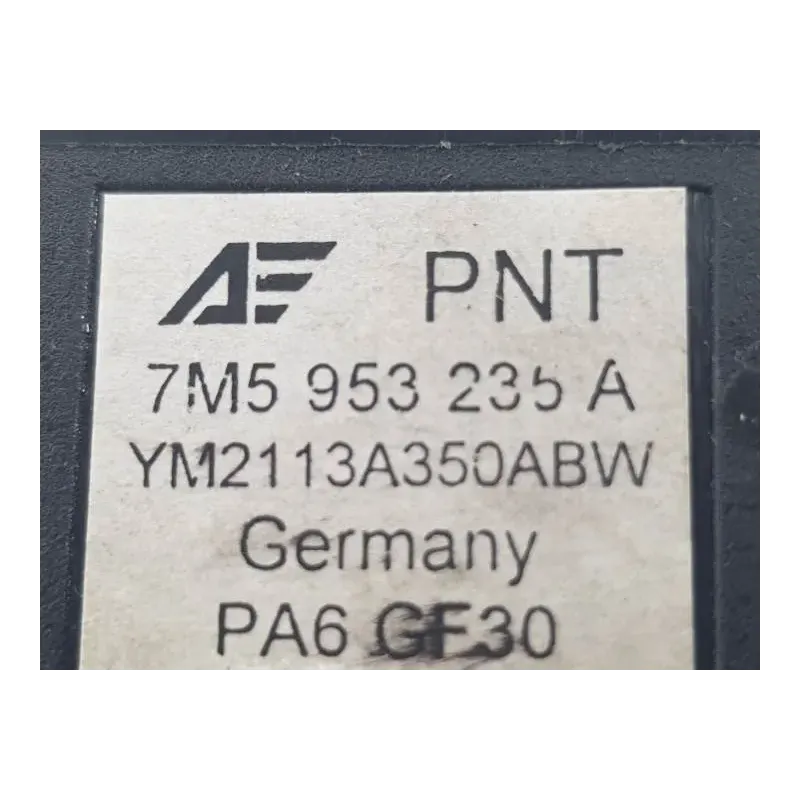 AE PNT
7M5 953 235 A
YM2113A350ABW
Germany
PA6 GF30